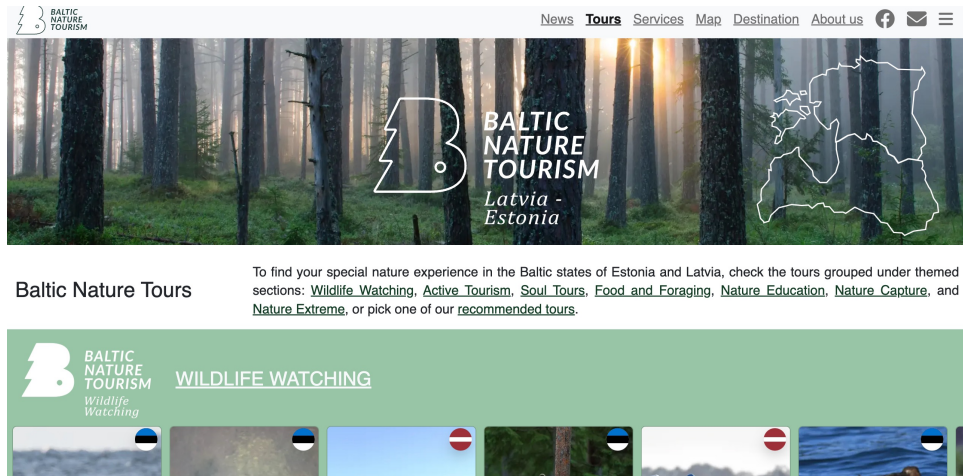 BALTIC
NATURE
TOURISM
News Tours Services Map Destination About us
BALTIC
NATURE
TOURISM
Latvia -
Estonia
Baltic Nature Tours
To find your special nature experience in the Baltic states of Estonia and Latvia, check the tours grouped under themed
sections: Wildlife Watching, Active Tourism, Soul Tours, Food and Foraging, Nature Education, Nature Capture, and
Nature Extreme, or pick one of our recommended tours.
BALTIC
NATURE
TOURISM
Wildlife
Watching
WILDLIFE WATCHING